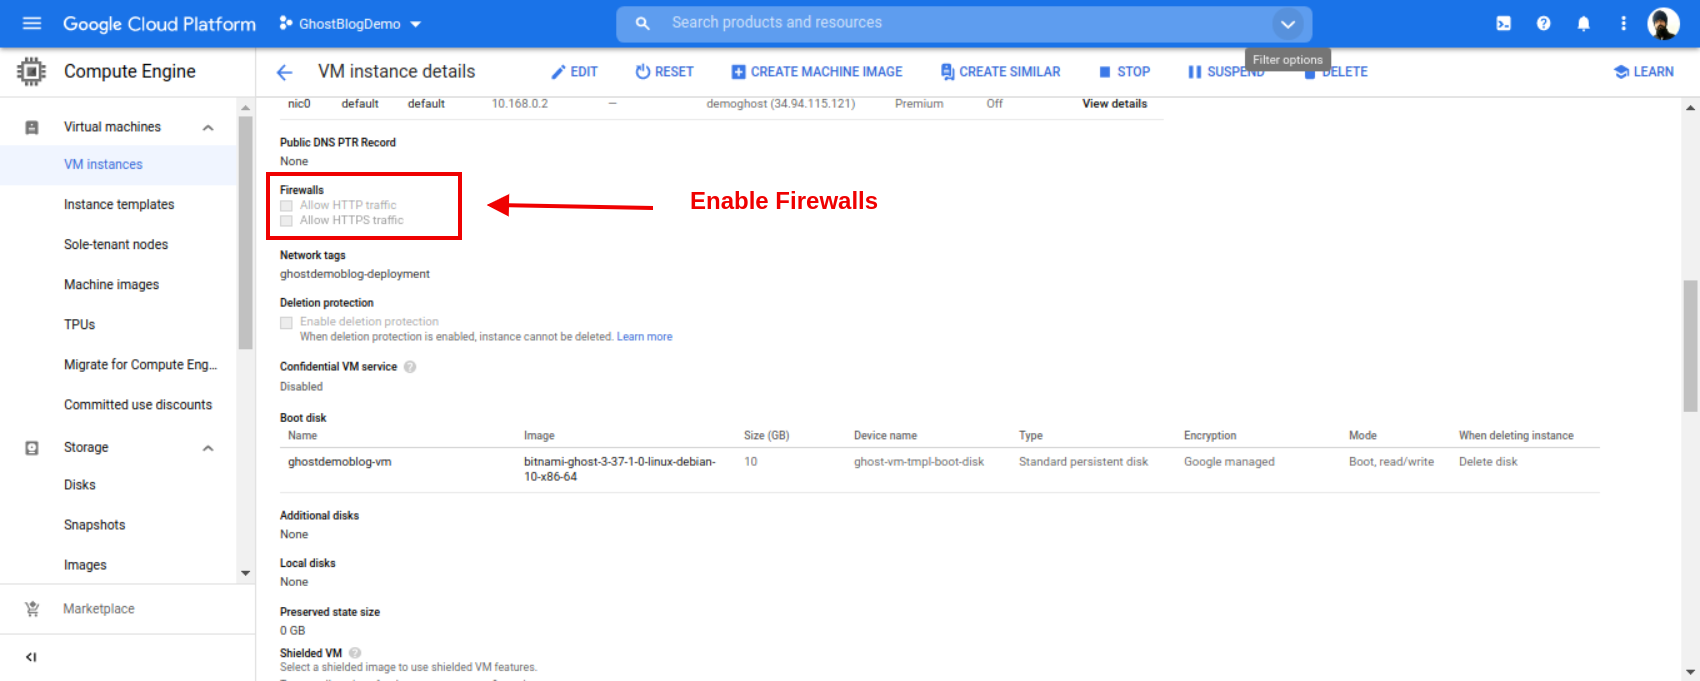 Google Cloud Platform GhostBlogDemo Search products and resources
Filter options
Compute Engine VM instance details EDIT RESET CREATE MACHINE IMAGE CREATE SIMILAR STOP SUSPEND DELETE LEARN
Virtual machines
VM instances
Instance templates
Sole-tenant nodes
Machine images
TPUs
Migrate for Compute Eng...
Committed use discounts
Storage
Disks
Snapshots
Images
Marketplace
nic0 default default 10.168.0.2 — demoghost (34.94.115.121) Premium Off View details
Public DNS PTR Record
None
Firewalls
Allow HTTP traffic
Allow HTTPS traffic
Enable Firewalls
Network tags
ghostdemoblog-deployment
Deletion protection
Enable deletion protection
When deletion protection is enabled, instance cannot be deleted. Learn more
Confidential VM service
Disabled
Boot disk
Name Image Size (GB) Device name Type Encryption Mode When deleting instance
ghostdemoblog-vm bitnami-ghost-3-37-1-0-linux-debian- 10 ghost-vm-tmpl-boot-disk Standard persistent disk Google managed Boot, read/write Delete disk
10-x86-64
Additional disks
None
Local disks
None
Preserved state size
0 GB
Shielded VM
Select a shielded image to use shielded VM features.